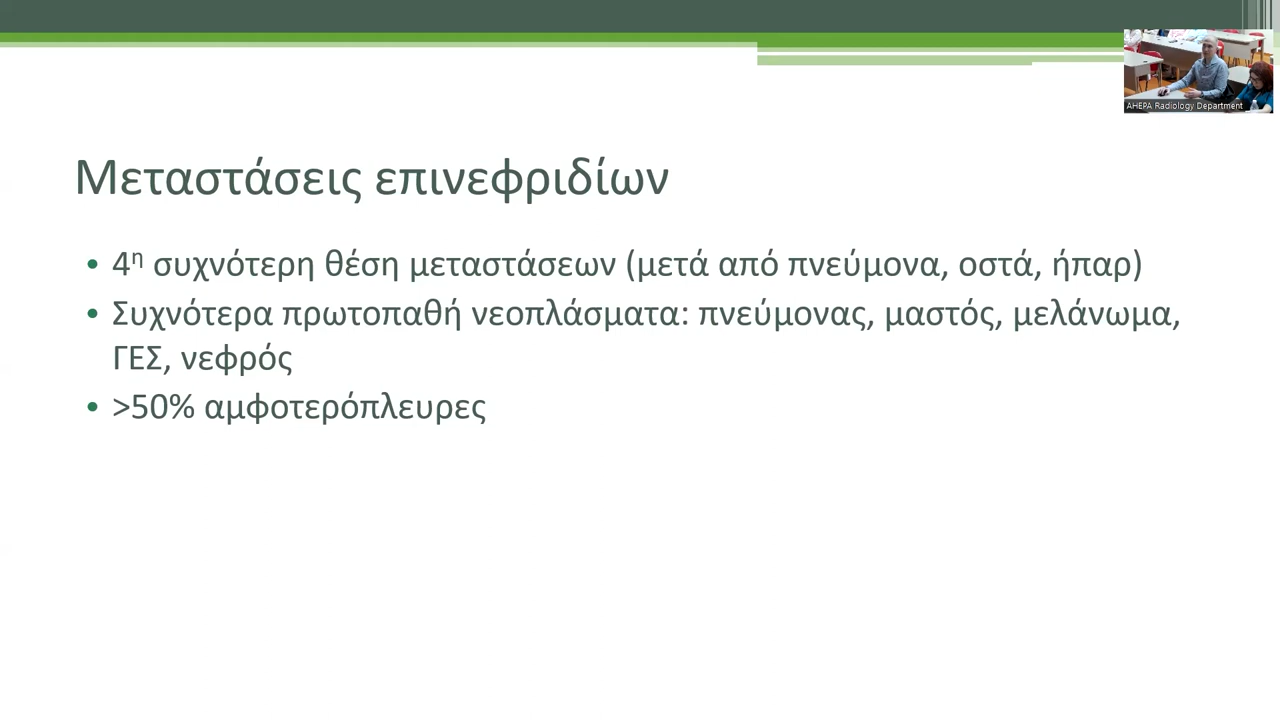 AHEPA Radiology Department
Μεταστάσεις επινεφριδίων
• 4η συχνότερη θέση μεταστάσεων (μετά από πνεύμονα, οστά, ήπαρ)
• Συχνότερα πρωτοπαθή νεοπλάσματα: πνεύμονας, μαστός, μελάνωμα,
ΓΕΣ, νεφρός
• >50% αμφοτερόπλευρες